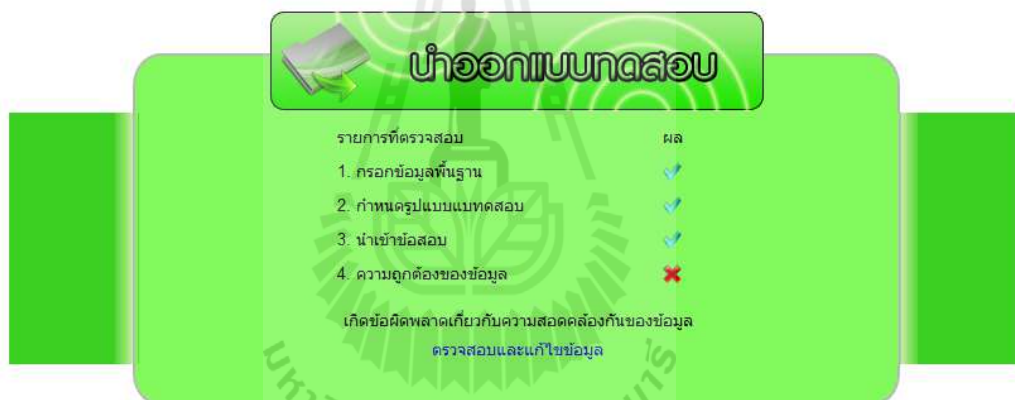 นำออกแบบทดสอบ
รายการที่ตรวจสอบ ผล
1. กรอกข้อมูลพื้นฐาน
2. กำหนดรูปแบบแบทดสอบ
3. นำเข้าข้อสอบ
4. ความถูกต้องของข้อมูล
เกิดข้อผิดพลาดเกี่ยวกับความสอดคล้องกันของข้อมูล
ตรวจสอบและแก้ไขข้อมูล